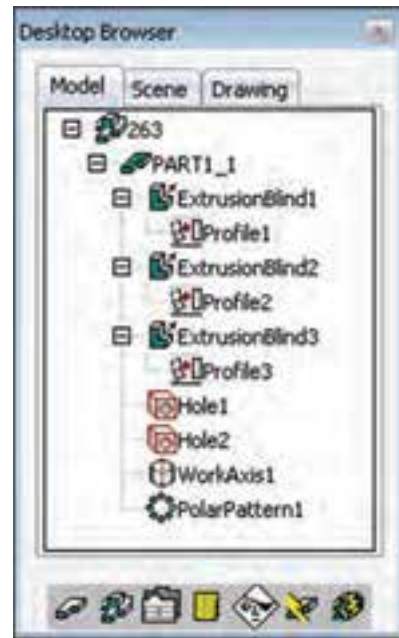 Desktop Browser
Model Scene Drawing
263
PART1_1
ExtrusionBlind1
Profile1
ExtrusionBlind2
Profile2
ExtrusionBlind3
Profile3
Hole1
Hole2
WorkAxis1
PolarPattern1